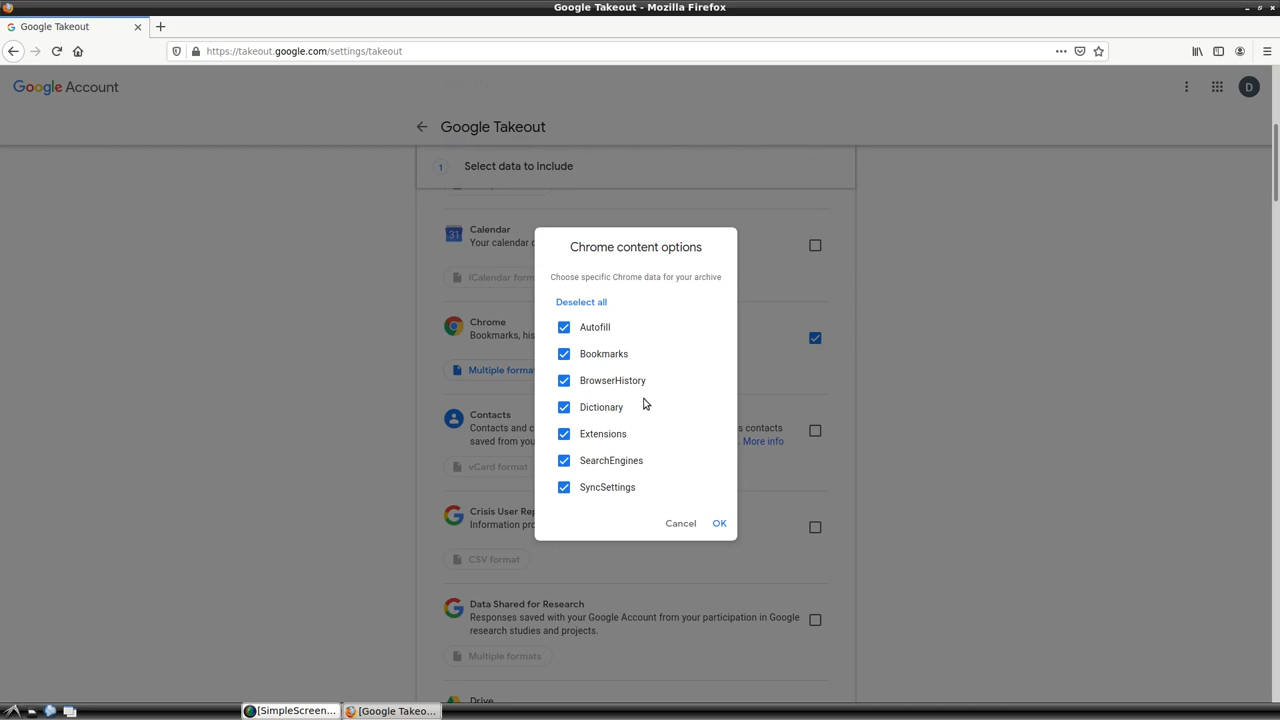 Google Takeout - Mozilla Firefox
Google Takeout
https://takeout.google.com/settings/takeout
Google Account
D
Google Takeout
1 Select data to include
Calendar
Your calendar
31
iCalendar form
Chrome
Bookmarks, his
Multiple forma
Contacts
Contacts and c
s contacts
saved from you
. More info
vCard format
Crisis User Rep
Information pro
CSV format
Data Shared for Research
Responses saved with your Google Account from your participation in Google
research studies and projects.
Multiple formats
Drive
Chrome content options
Choose specific Chrome data for your archive
Deselect all
Autofill
Bookmarks
BrowserHistory
Dictionary
Extensions
SearchEngines
SyncSettings
Cancel OK
[SimpleScreen... [Google Takeo...